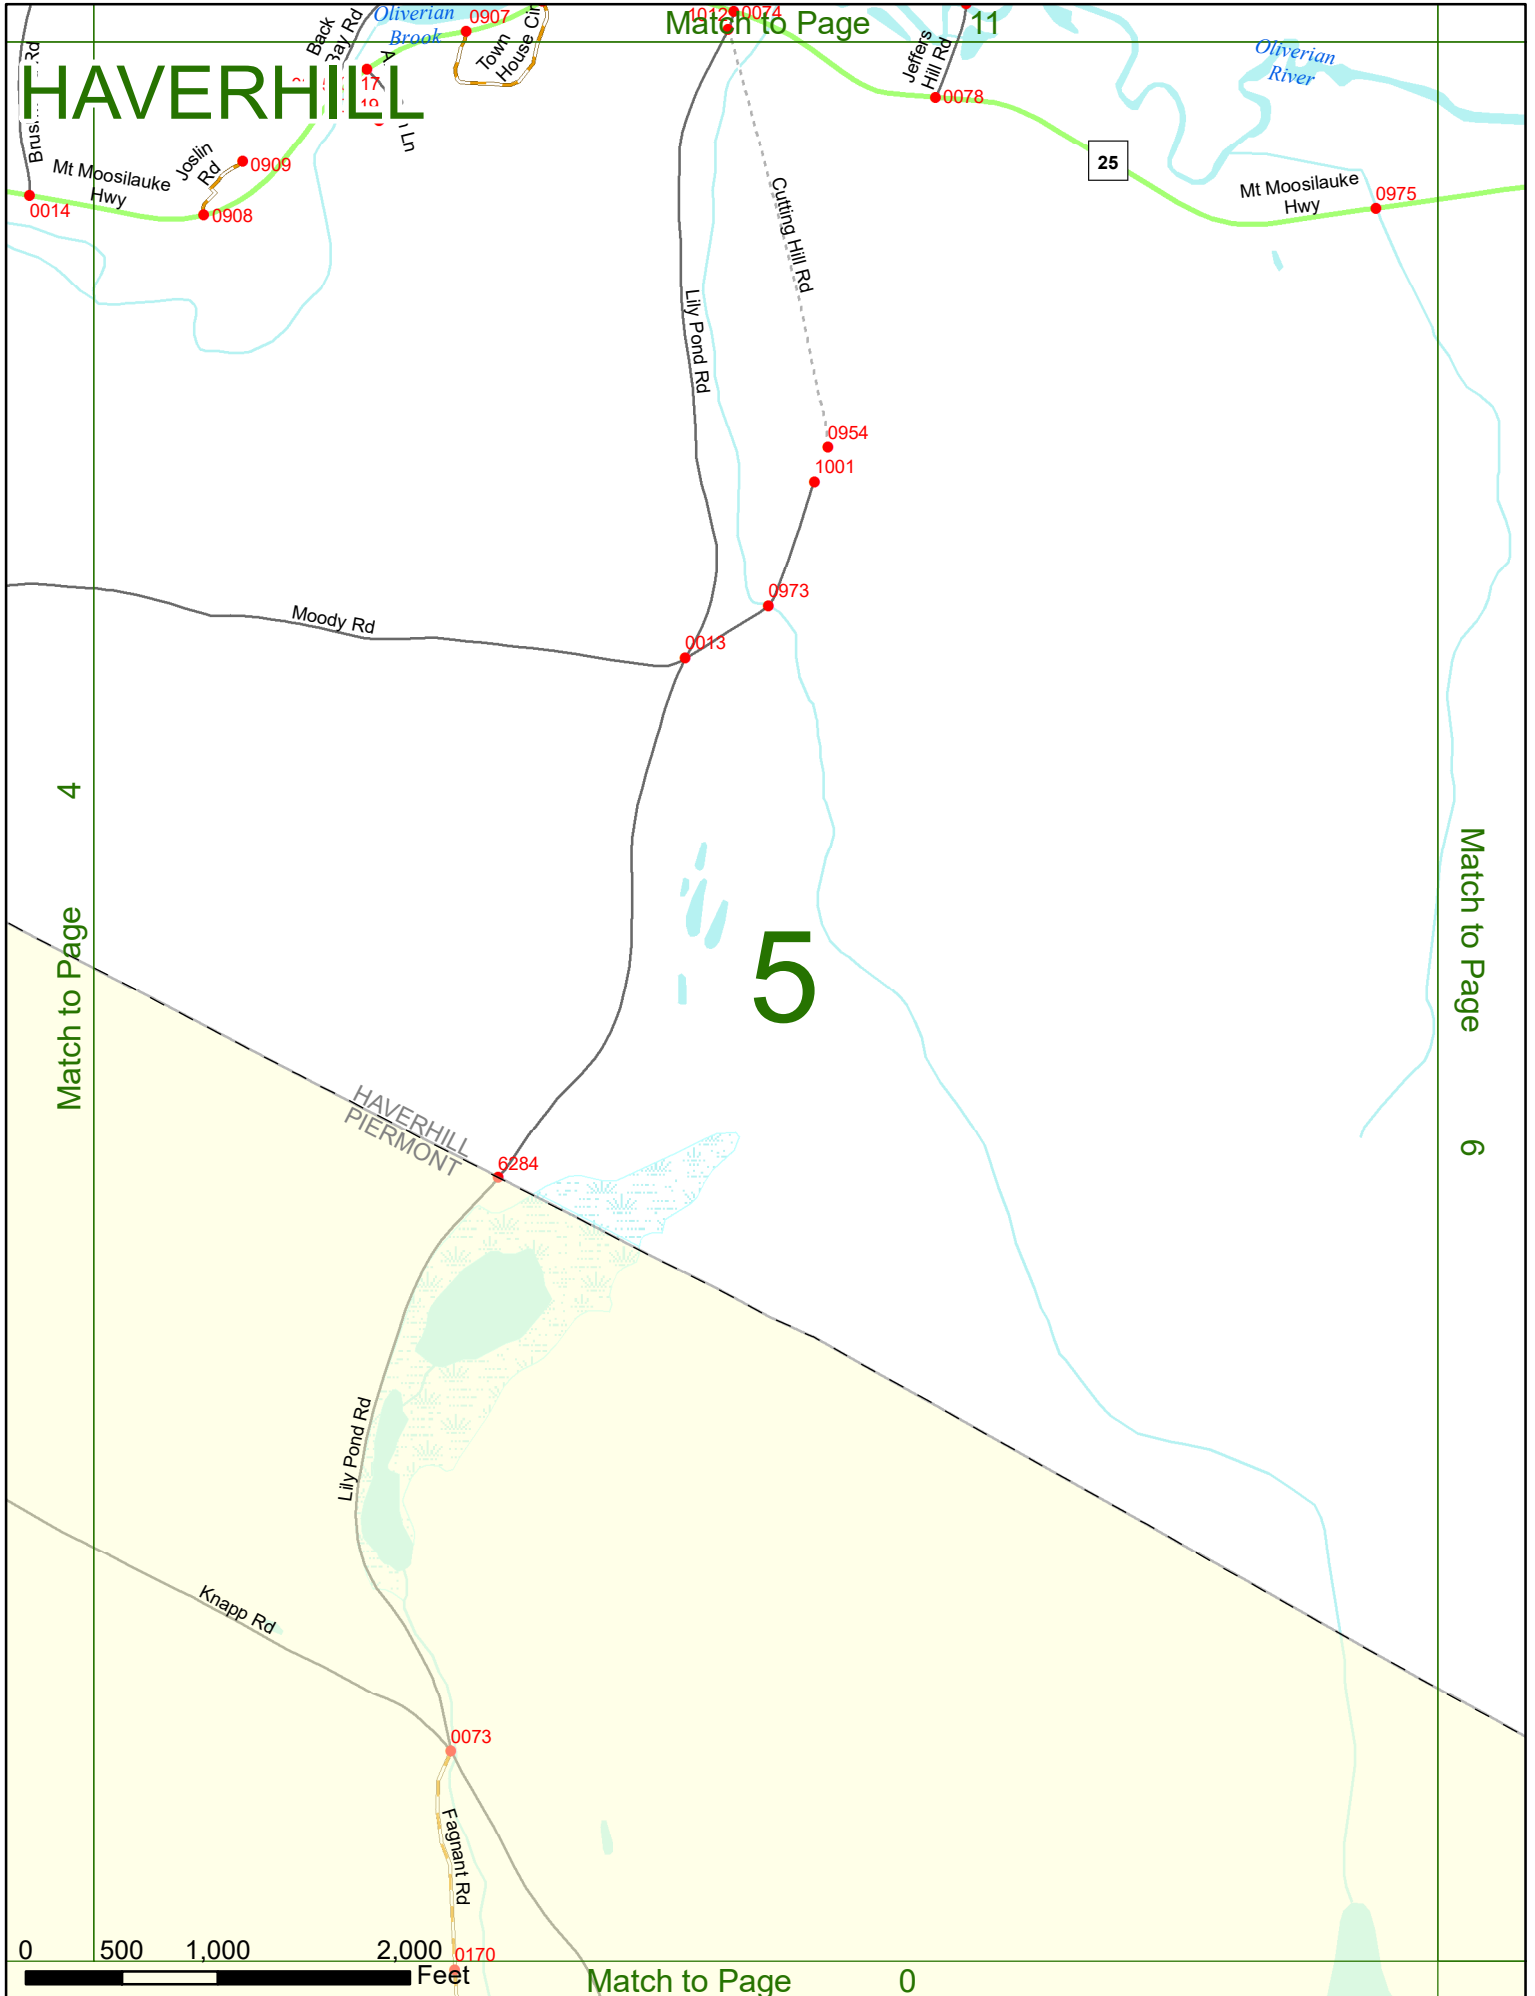 Match to Page 11
HAVERHILL
Oliverian
Brook
0907
Back
Bay Rd
Town
House Cir
1012
0074
Jeffers
Hill Rd
0078
Oliverian
River
25
Mt Moosilauke
Hwy
0975
Rd
17
19
Ln
Joslin
Rd
0909
Mt Moosilauke
Hwy
0014
0908
Cutting Hill Rd
Lily Pond Rd
0954
1001
0973
Moody Rd
0013
Match to Page 4
5
Match to Page 6
HAVERHILL
PIERMONT
6284
Lily Pond Rd
Knapp Rd
0073
Fagnant Rd
0170
0 500 1,000 2,000
Feet
Match to Page 0